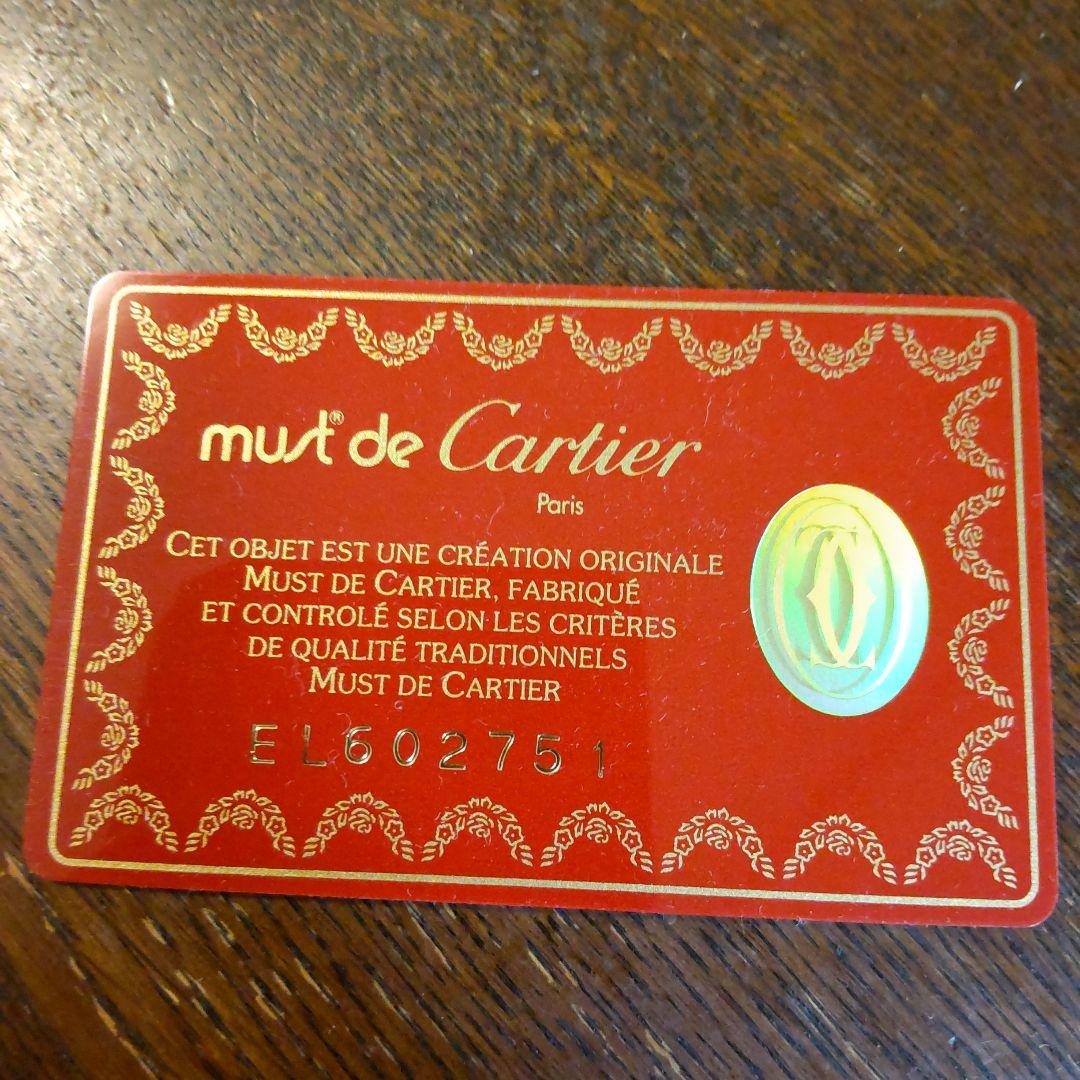 must® de Cartier
Paris
CET OBJET EST UNE CRÉATION ORIGINALE
MUST DE CARTIER, FABRIQUÉ
ET CONTROLÉ SELON LES CRITÈRES
DE QUALITÉ TRADITIONNELS
MUST DE CARTIER
EL602751